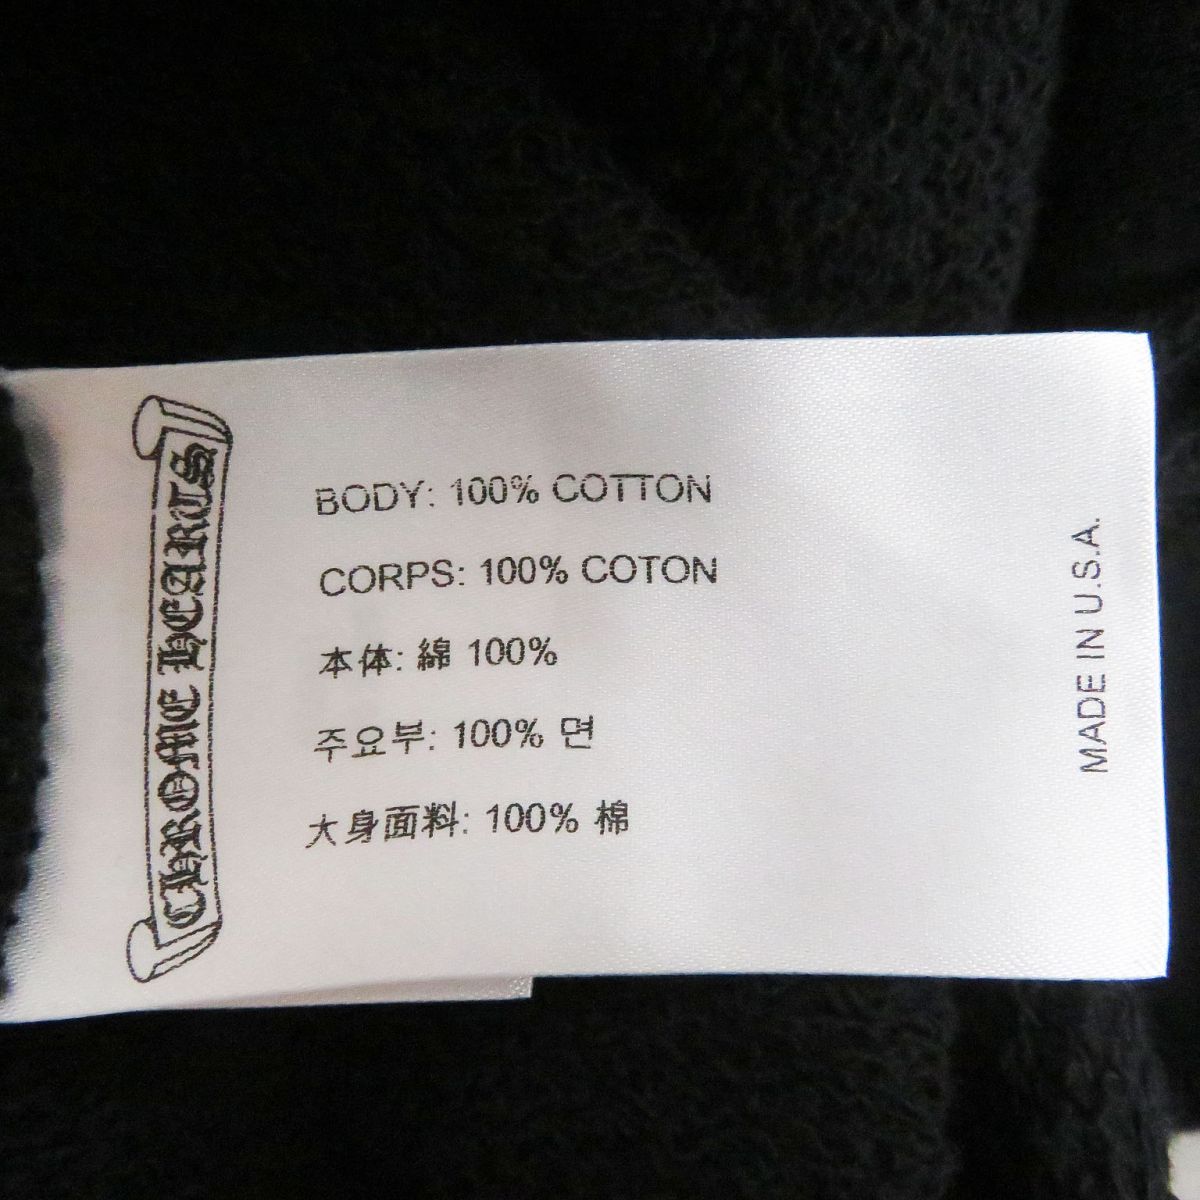 CHROME HEARTS
BODY: 100% COTTON
CORPS: 100% COTON
本体: 綿 100%
주요부: 100% 면
大身面料: 100% 棉
MADE IN U.S.A.